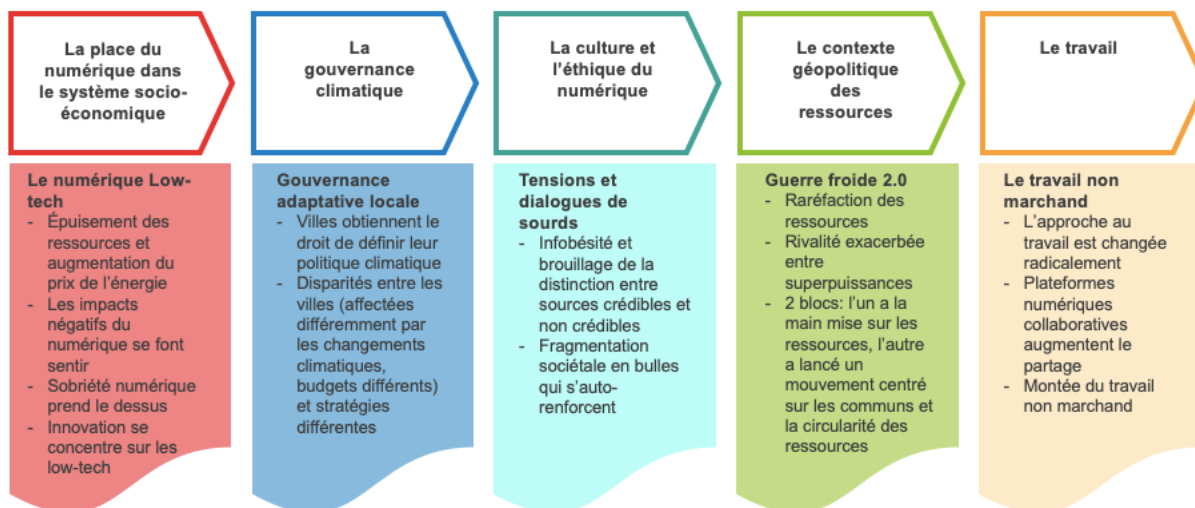 La place du
numérique dans
le système socio-
économique
La
gouvernance
climatique
La culture et
l'éthique du
numérique
Le contexte
géopolitique
des
ressources
Le travail
Le numérique Low-
tech
- Épuisement des
ressources et
augmentation du
prix de l'énergie
- Les impacts
négatifs du
numérique se font
sentir
- Sobriété numérique
prend le dessus
- Innovation se
concentre sur les
low-tech
Gouvernance
adaptative locale
- Villes obtiennent le
droit de définir leur
politique climatique
- Disparités entre les
villes (affectées
différemment par
les changements
climatiques,
budgets différents)
et stratégies
différentes
Tensions et
dialogues de
sourds
- Infobésité et
brouillage de la
distinction entre
sources crédibles et
non crédibles
- Fragmentation
sociétale en bulles
qui s'auto-
renforcent
Guerre froide 2.0
- Raréfaction des
ressources
- Rivalité exacerbée
entre
superpuissances
- 2 blocs: l'un a la
main mise sur les
ressources, l'autre
a lancé un
mouvement centré
sur les communs et
la circularité des
ressources
Le travail non
marchand
- L'approche au
travail est changée
radicalement
- Plateformes
numériques
collaboratives
augmentent le
partage
- Montée du travail
non marchand